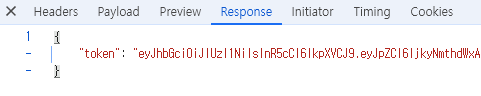 Headers Payload Preview Response Initiator Timing Cookies
1 {
- "token": "eyJhbGciOiJIUzI1NiIsInR5cCI6IkpXVCJ9.eyJpZCI6IjkyNmthdWxA
- }